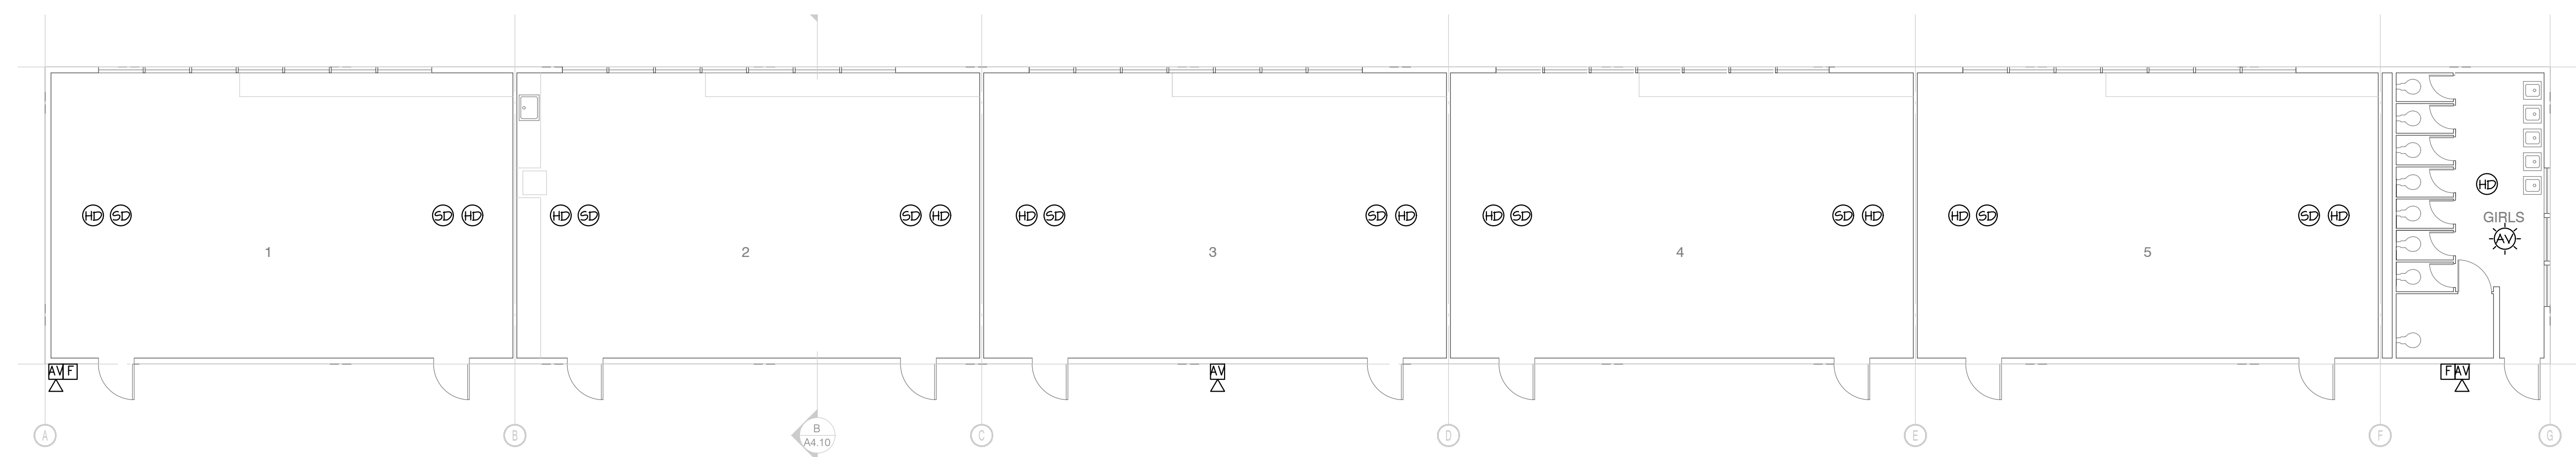 HD SD SD HD HD SD SD HD HD SD SD HD HD SD SD HD HD SD SD HD HD
GIRLS
AV
1 2 3 4 5
AV F AV F AV
A B C D E F G
B
A4.10